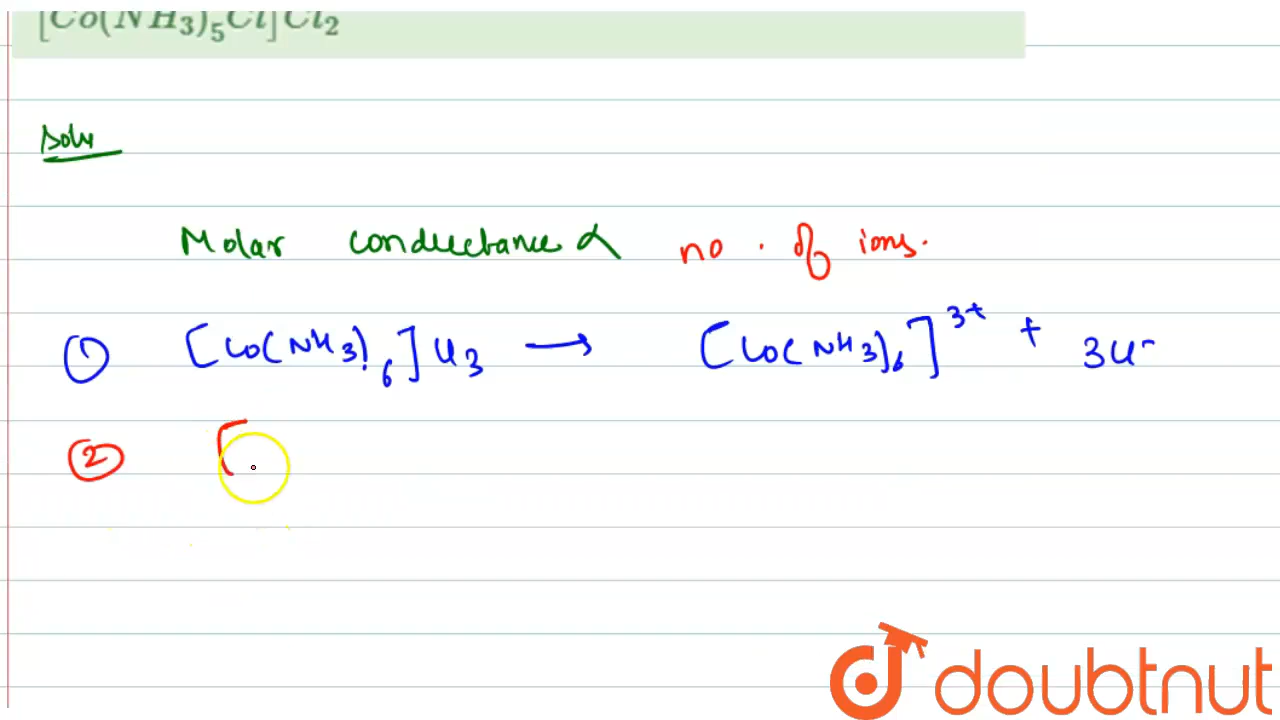 [Co(NH3)5Cl]Cl2
Soln
Molar conductance ∝ no. of ions.
① [Co(NH3)6]Cl3 → [Co(NH3)6]3+ + 3Cl-
② [
doubtnut